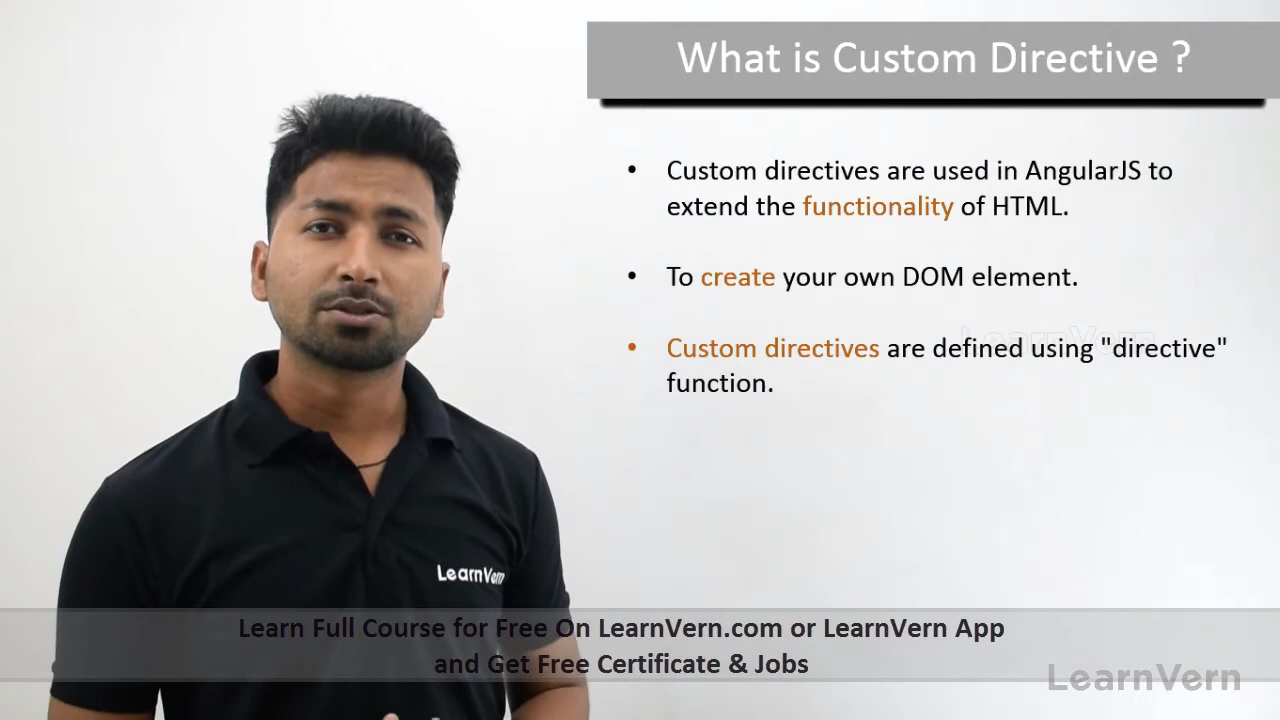 What is Custom Directive ?
• Custom directives are used in AngularJS to
extend the functionality of HTML.
• To create your own DOM element.
• Custom directives are defined using "directive"
function.
LearnVern
LearnVern
Learn Full Course for Free On LearnVern.com or LearnVern App
and Get Free Certificate & Jobs
LearnVern